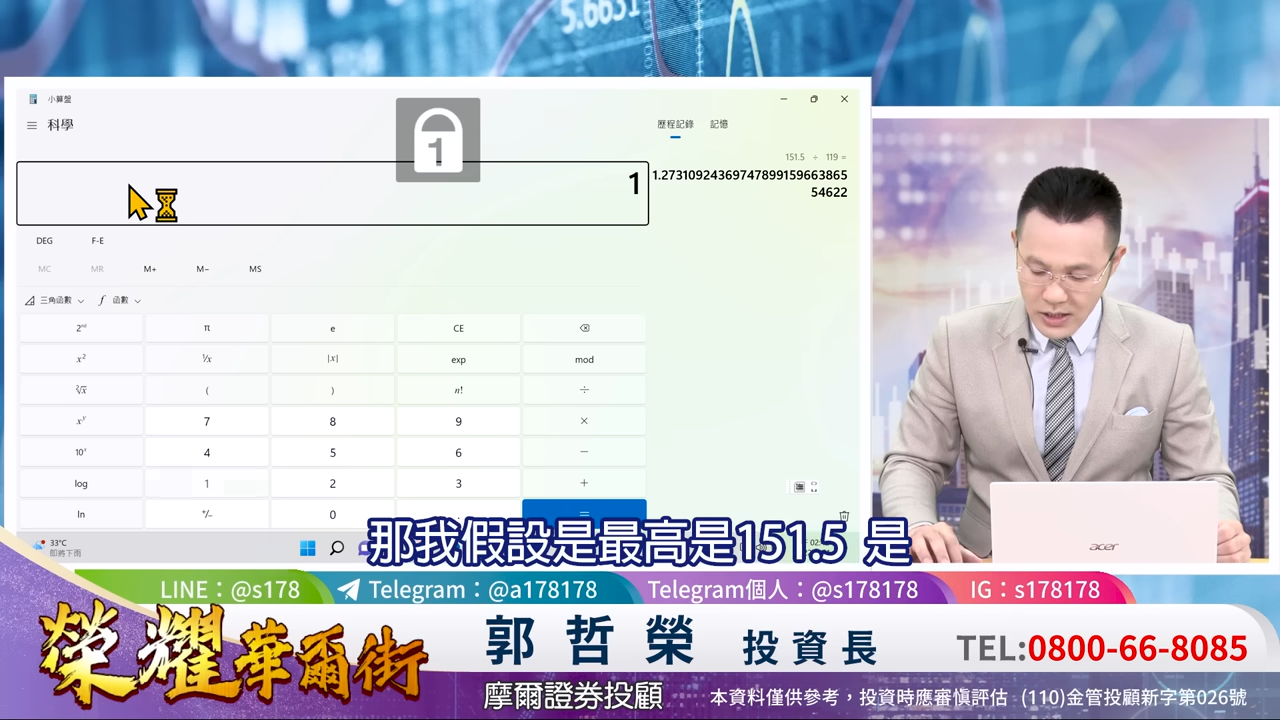 5.6631
小算盤
科學
1
歷程記錄 記憶
151.5 ÷ 119 =
1.27310924369747899159663865
54622
1
DEG F-E
MC MR M+ M− MS
三角函數 f 函數
2ⁿᵈ π e CE
x² ¹/x |x| exp mod
²√x ( ) n! ÷
xʸ 7 8 9 ×
10ˣ 4 5 6 −
log 1 2 3 +
ln +/− 0 =
33°C
即將下雨
那我假設是最高是151.5 是
acer
LINE：@s178 Telegram：@a178178 Telegram個人：@s178178 IG：s178178
榮耀華爾街
郭哲榮 投資長
TEL:0800-66-8085
摩爾證券投顧
本資料僅供參考，投資時應審慎評估 (110)金管投顧新字第026號